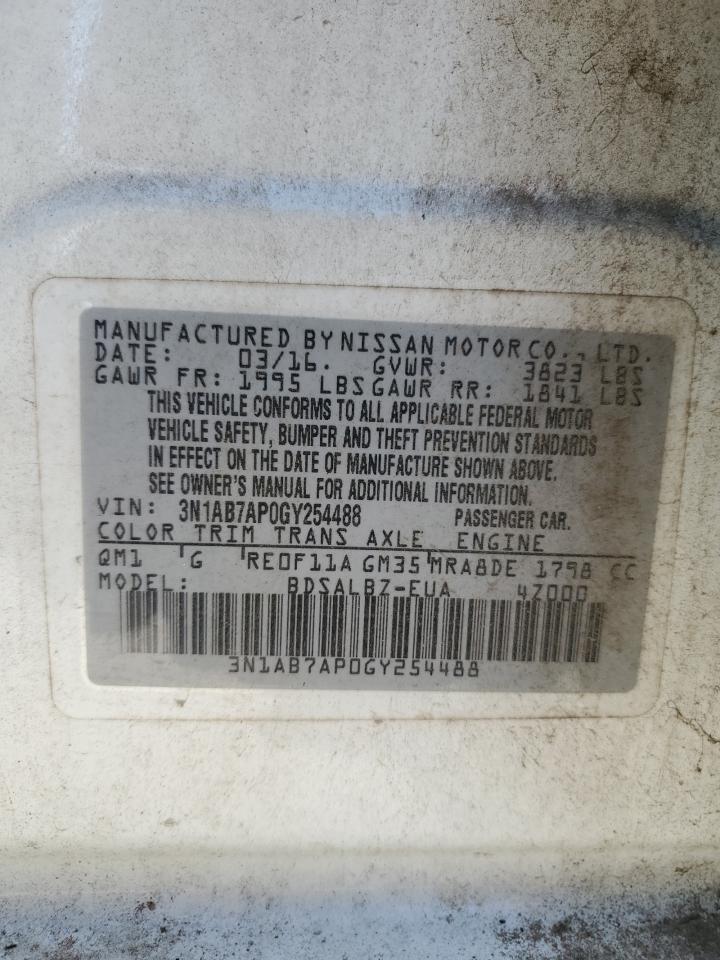 MANUFACTURED BY NISSAN MOTOR CO., LTD.
DATE: 03/16. GVWR: 3823 LBS
GAWR FR: 1995 LBS GAWR RR: 1841 LBS
THIS VEHICLE CONFORMS TO ALL APPLICABLE FEDERAL MOTOR
VEHICLE SAFETY, BUMPER AND THEFT PREVENTION STANDARDS
IN EFFECT ON THE DATE OF MANUFACTURE SHOWN ABOVE.
SEE OWNER'S MANUAL FOR ADDITIONAL INFORMATION.
VIN: 3N1AB7AP0GY254488 PASSENGER CAR.
COLOR TRIM TRANS AXLE ENGINE
QM1 G RE0F11A GM35 MRA8DE 1798 CC
MODEL: BDSALBZ-EUA 4Z000
3N1AB7AP0GY254488